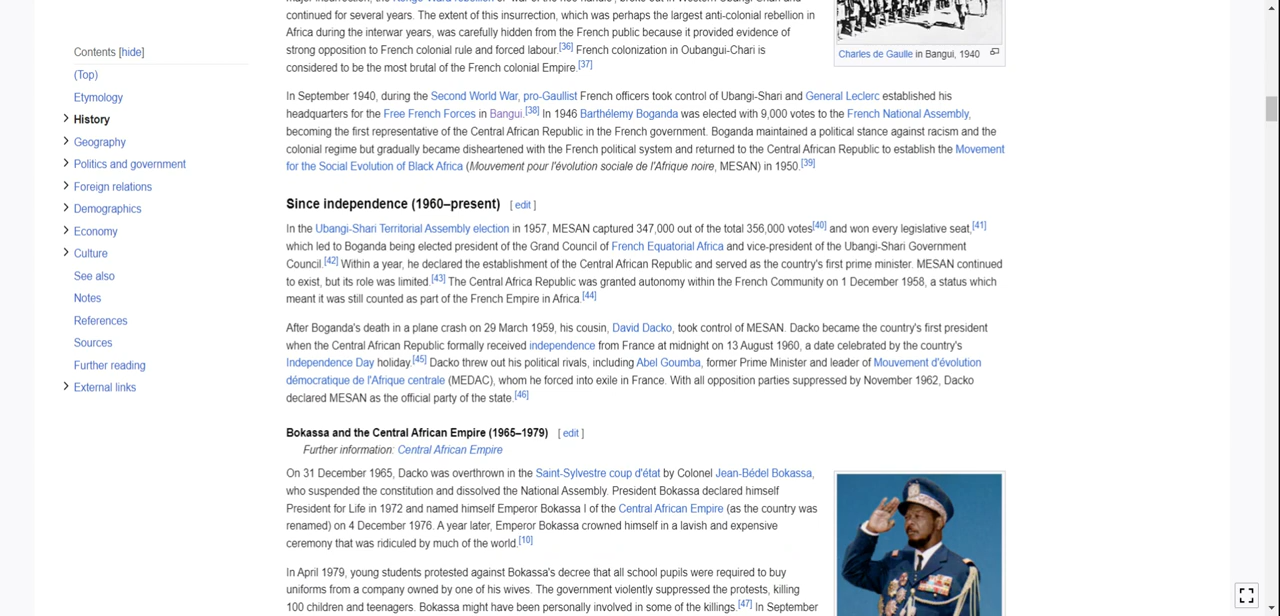 Contents [hide]
(Top)
Etymology
History
Geography
Politics and government
Foreign relations
Demographics
Economy
Culture
See also
Notes
References
Sources
Further reading
External links
continued for several years. The extent of this insurrection, which was perhaps the largest anti-colonial rebellion in
Africa during the interwar years, was carefully hidden from the French public because it provided evidence of
strong opposition to French colonial rule and forced labour.[36] French colonization in Oubangui-Chari is
considered to be the most brutal of the French colonial Empire.[37]
Charles de Gaulle in Bangui, 1940
In September 1940, during the Second World War, pro-Gaullist French officers took control of Ubangi-Shari and General Leclerc established his
headquarters for the Free French Forces in Bangui.[38] In 1946 Barthélemy Boganda was elected with 9,000 votes to the French National Assembly,
becoming the first representative of the Central African Republic in the French government. Boganda maintained a political stance against racism and the
colonial regime but gradually became disheartened with the French political system and returned to the Central African Republic to establish the Movement
for the Social Evolution of Black Africa (Mouvement pour l'évolution sociale de l'Afrique noire, MESAN) in 1950.[39]
Since independence (1960–present) [ edit ]
In the Ubangi-Shari Territorial Assembly election in 1957, MESAN captured 347,000 out of the total 356,000 votes[40] and won every legislative seat,[41]
which led to Boganda being elected president of the Grand Council of French Equatorial Africa and vice-president of the Ubangi-Shari Government
Council.[42] Within a year, he declared the establishment of the Central African Republic and served as the country's first prime minister. MESAN continued
to exist, but its role was limited.[43] The Central Africa Republic was granted autonomy within the French Community on 1 December 1958, a status which
meant it was still counted as part of the French Empire in Africa.[44]
After Boganda's death in a plane crash on 29 March 1959, his cousin, David Dacko, took control of MESAN. Dacko became the country's first president
when the Central African Republic formally received independence from France at midnight on 13 August 1960, a date celebrated by the country's
Independence Day holiday.[45] Dacko threw out his political rivals, including Abel Goumba, former Prime Minister and leader of Mouvement d'évolution
démocratique de l'Afrique centrale (MEDAC), whom he forced into exile in France. With all opposition parties suppressed by November 1962, Dacko
declared MESAN as the official party of the state.[46]
Bokassa and the Central African Empire (1965–1979) [ edit ]
Further information: Central African Empire
On 31 December 1965, Dacko was overthrown in the Saint-Sylvestre coup d'état by Colonel Jean-Bédel Bokassa,
who suspended the constitution and dissolved the National Assembly. President Bokassa declared himself
President for Life in 1972 and named himself Emperor Bokassa I of the Central African Empire (as the country was
renamed) on 4 December 1976. A year later, Emperor Bokassa crowned himself in a lavish and expensive
ceremony that was ridiculed by much of the world.[10]
In April 1979, young students protested against Bokassa's decree that all school pupils were required to buy
uniforms from a company owned by one of his wives. The government violently suppressed the protests, killing
100 children and teenagers. Bokassa might have been personally involved in some of the killings.[47] In September